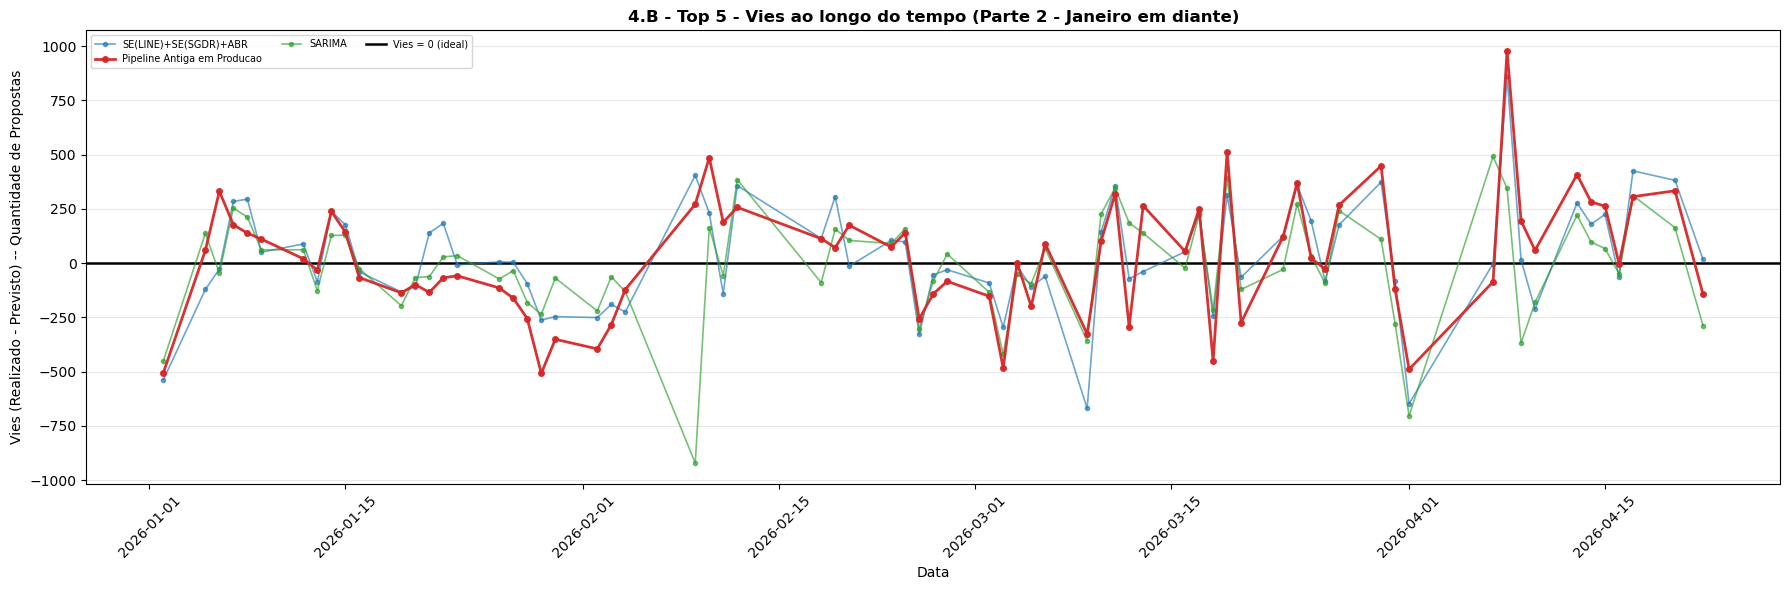 4.B - Top 5 - Vies ao longo do tempo (Parte 2 - Janeiro em diante)
SE(LINE)+SE(SGDR)+ABR
Pipeline Antiga em Producao
SARIMA
Vies = 0 (ideal)
Vies (Realizado - Previsto) -- Quantidade de Propostas
1000
750
500
250
0
−250
−500
−750
−1000
2026-01-01
2026-01-15
2026-02-01
2026-02-15
2026-03-01
2026-03-15
2026-04-01
2026-04-15
Data